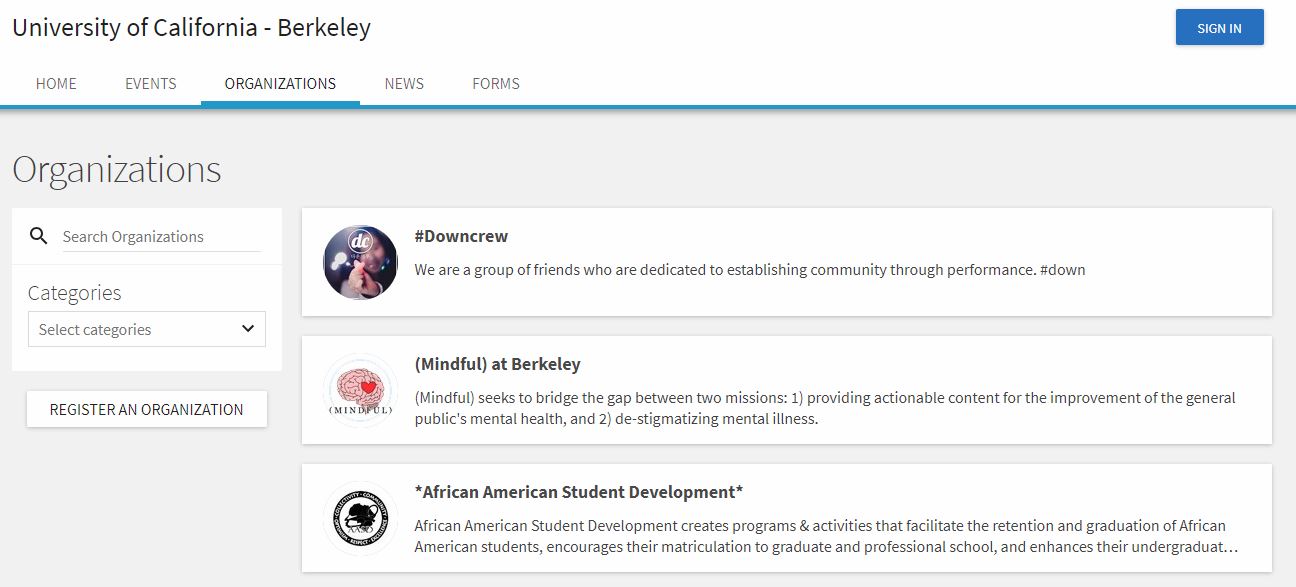 University of California - Berkeley
SIGN IN
HOME EVENTS ORGANIZATIONS NEWS FORMS
Organizations
Search Organizations
Categories
Select categories
REGISTER AN ORGANIZATION
dc
#Downcrew
We are a group of friends who are dedicated to establishing community through performance. #down
(MINDFUL)
(Mindful) at Berkeley
(Mindful) seeks to bridge the gap between two missions: 1) providing actionable content for the improvement of the general
public's mental health, and 2) de-stigmatizing mental illness.
*African American Student Development*
African American Student Development creates programs & activities that facilitate the retention and graduation of African
American students, encourages their matriculation to graduate and professional school, and enhances their undergraduat…